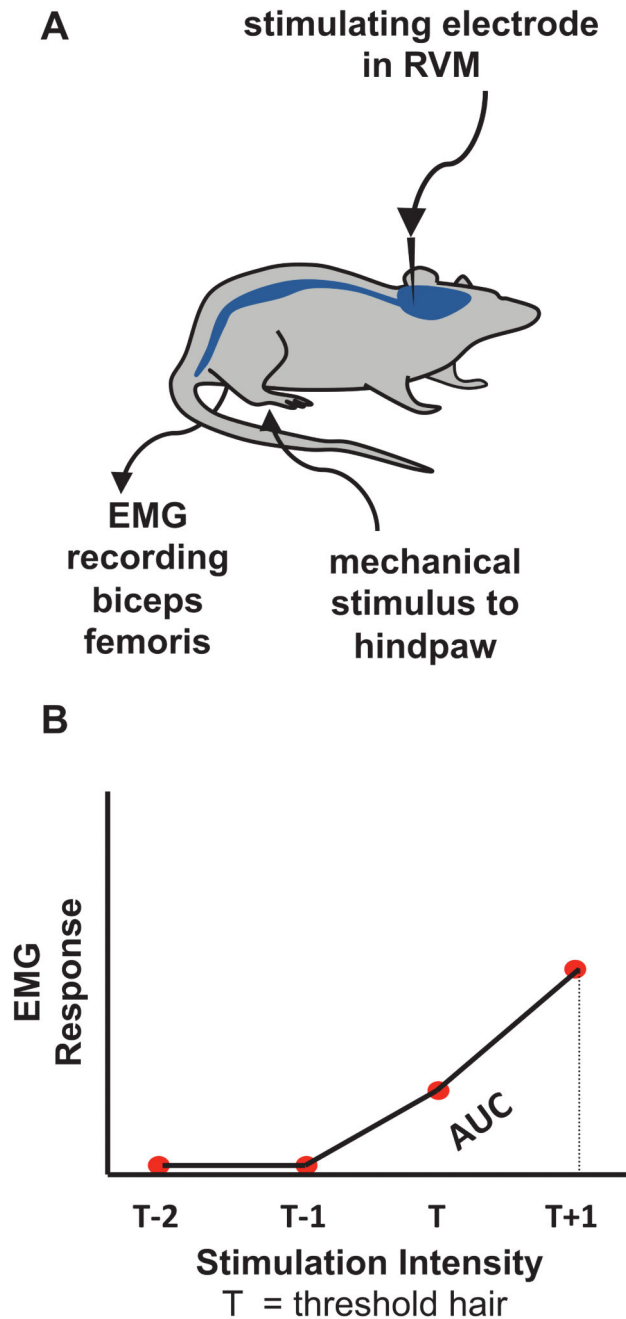 A
stimulating electrode
in RVM
EMG
recording
biceps
femoris
mechanical
stimulus to
hindpaw
B
EMG
Response
AUC
T-2 T-1 T T+1
Stimulation Intensity
T = threshold hair